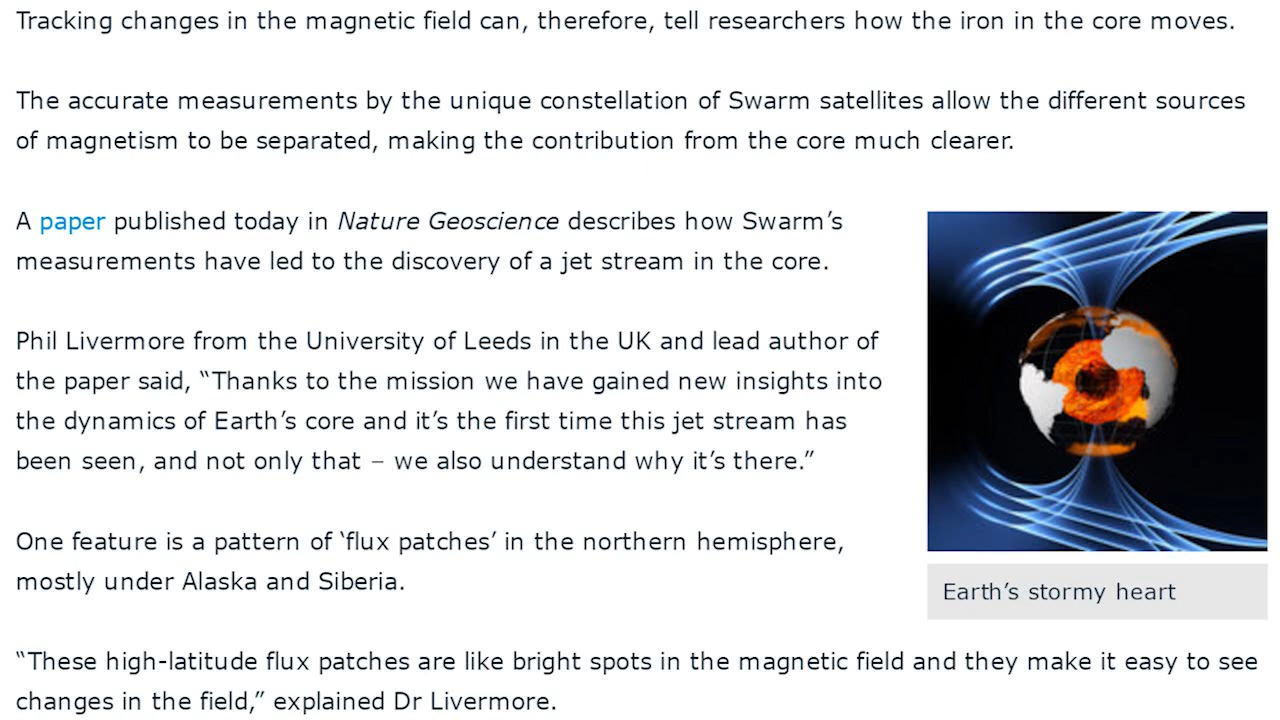 Tracking changes in the magnetic field can, therefore, tell researchers how the iron in the core moves.
The accurate measurements by the unique constellation of Swarm satellites allow the different sources
of magnetism to be separated, making the contribution from the core much clearer.
A paper published today in Nature Geoscience describes how Swarm’s
measurements have led to the discovery of a jet stream in the core.
Phil Livermore from the University of Leeds in the UK and lead author of
the paper said, “Thanks to the mission we have gained new insights into
the dynamics of Earth’s core and it’s the first time this jet stream has
been seen, and not only that – we also understand why it’s there.”
One feature is a pattern of ‘flux patches’ in the northern hemisphere,
mostly under Alaska and Siberia.
Earth’s stormy heart
“These high-latitude flux patches are like bright spots in the magnetic field and they make it easy to see
changes in the field,” explained Dr Livermore.